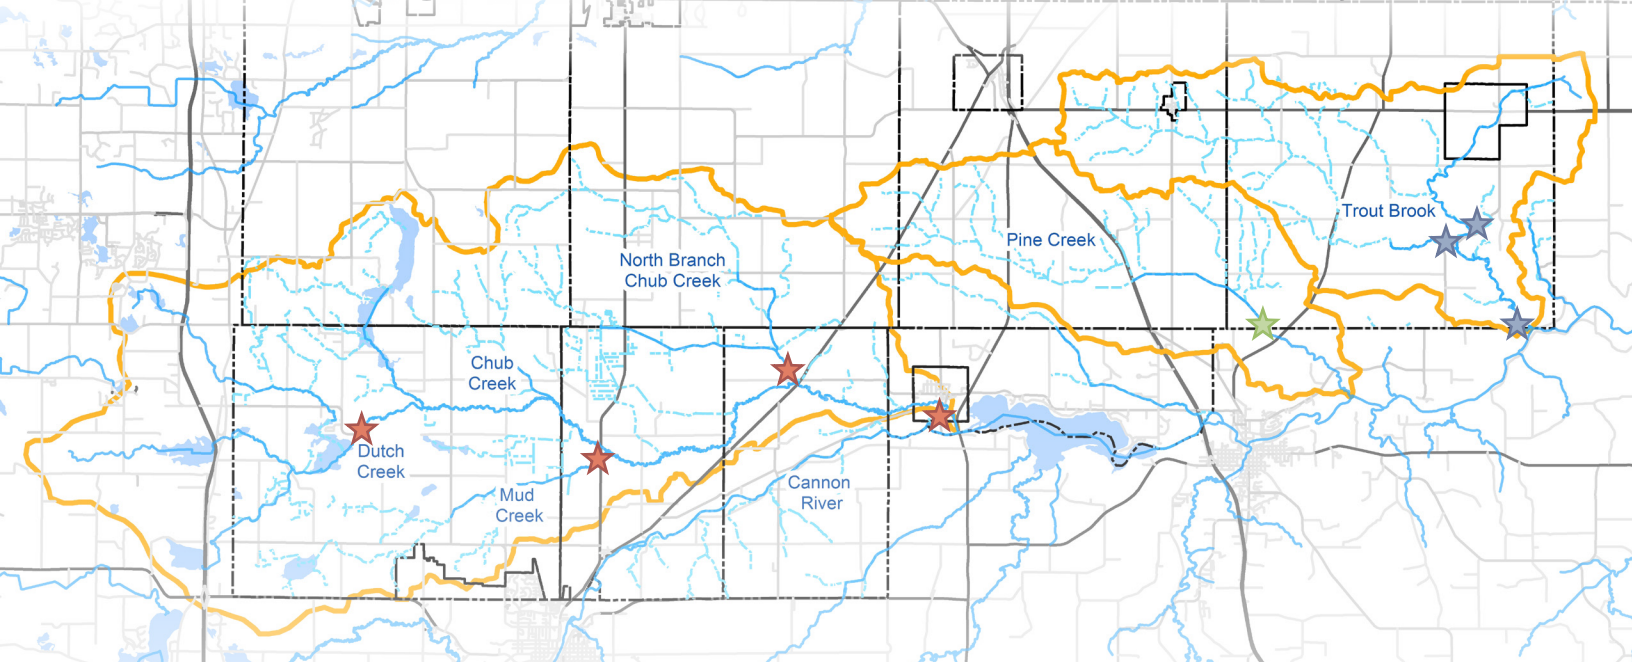 Trout Brook
Pine Creek
North Branch
Chub Creek
Chub
Creek
Dutch
Creek
Mud
Creek
Cannon
River